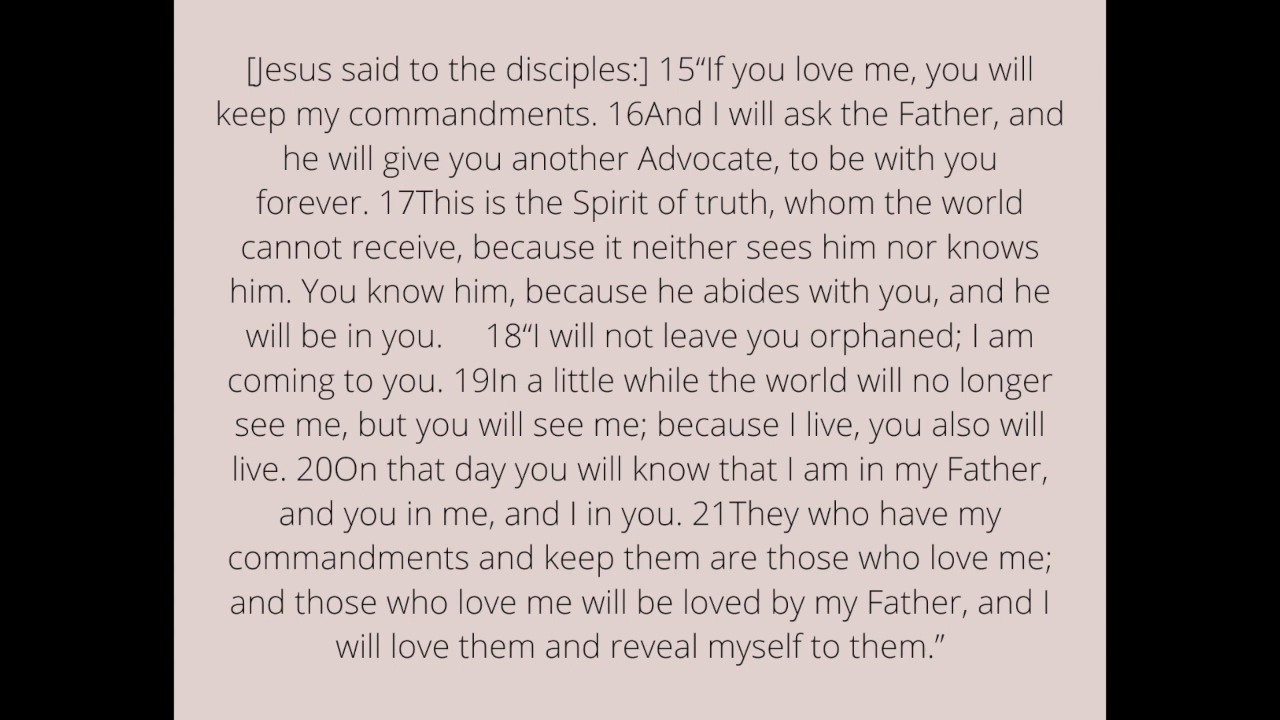 [Jesus said to the disciples:] 15“If you love me, you will
keep my commandments. 16And I will ask the Father, and
he will give you another Advocate, to be with you
forever. 17This is the Spirit of truth, whom the world
cannot receive, because it neither sees him nor knows
him. You know him, because he abides with you, and he
will be in you.     18“I will not leave you orphaned; I am
coming to you. 19In a little while the world will no longer
see me, but you will see me; because I live, you also will
live. 20On that day you will know that I am in my Father,
and you in me, and I in you. 21They who have my
commandments and keep them are those who love me;
and those who love me will be loved by my Father, and I
will love them and reveal myself to them.”